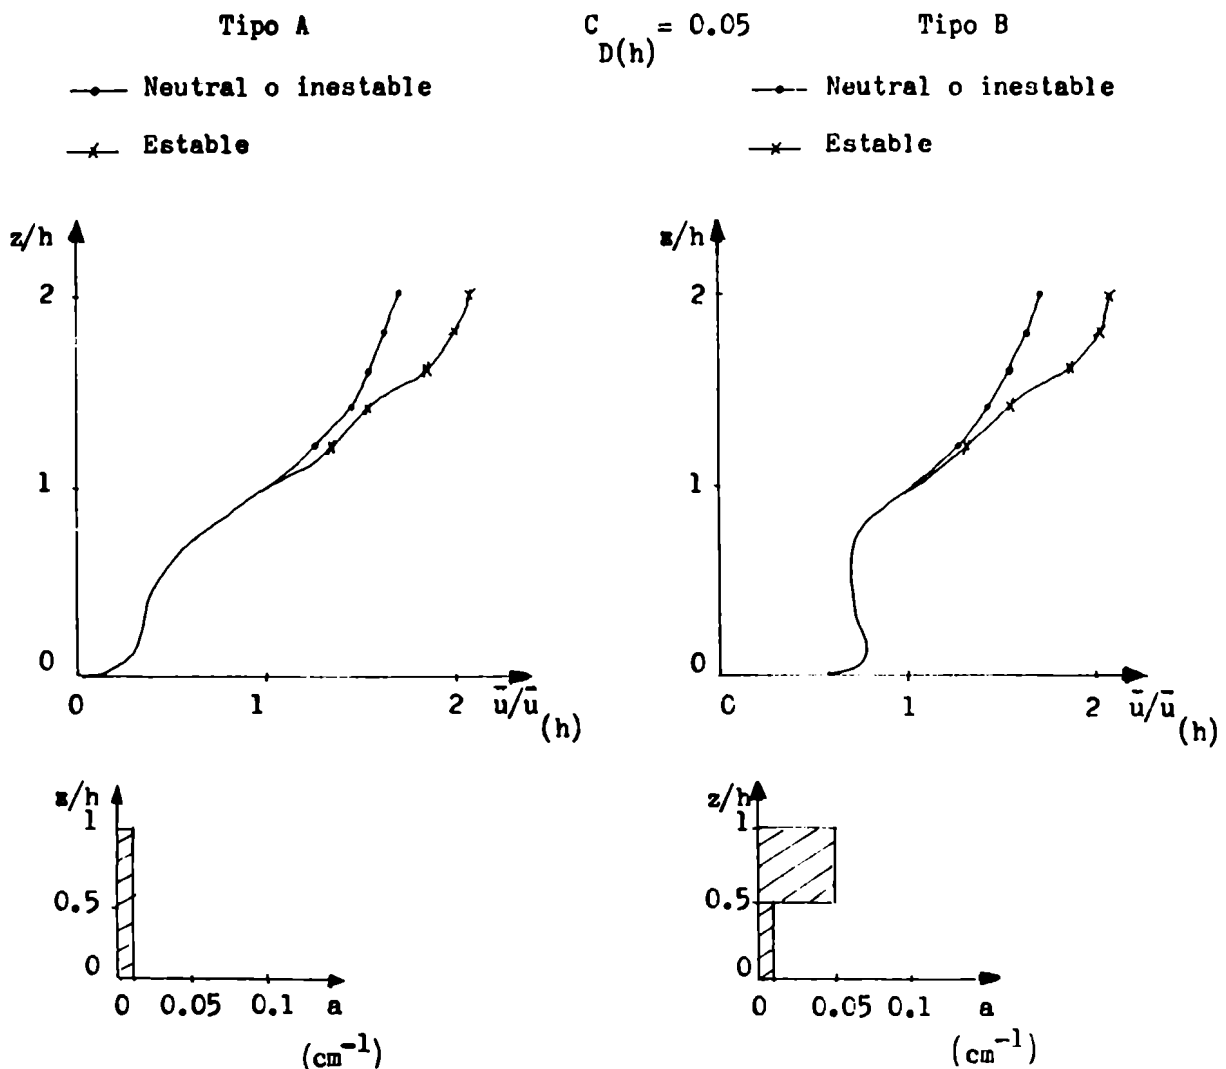 Tipo A
C D(h) = 0.05
Tipo B
Neutral o inestable
Estable
Neutral o inestable
Estable
z/h
2
1
0
0 1 2 ū/ū(h)
z/h
2
1
0
0 1 2 ū/ū(h)
z/h
1
0.5
0
0 0.05 0.1 a
(cm⁻¹)
z/h
1
0.5
0
0 0.05 0.1 a
(cm⁻¹)